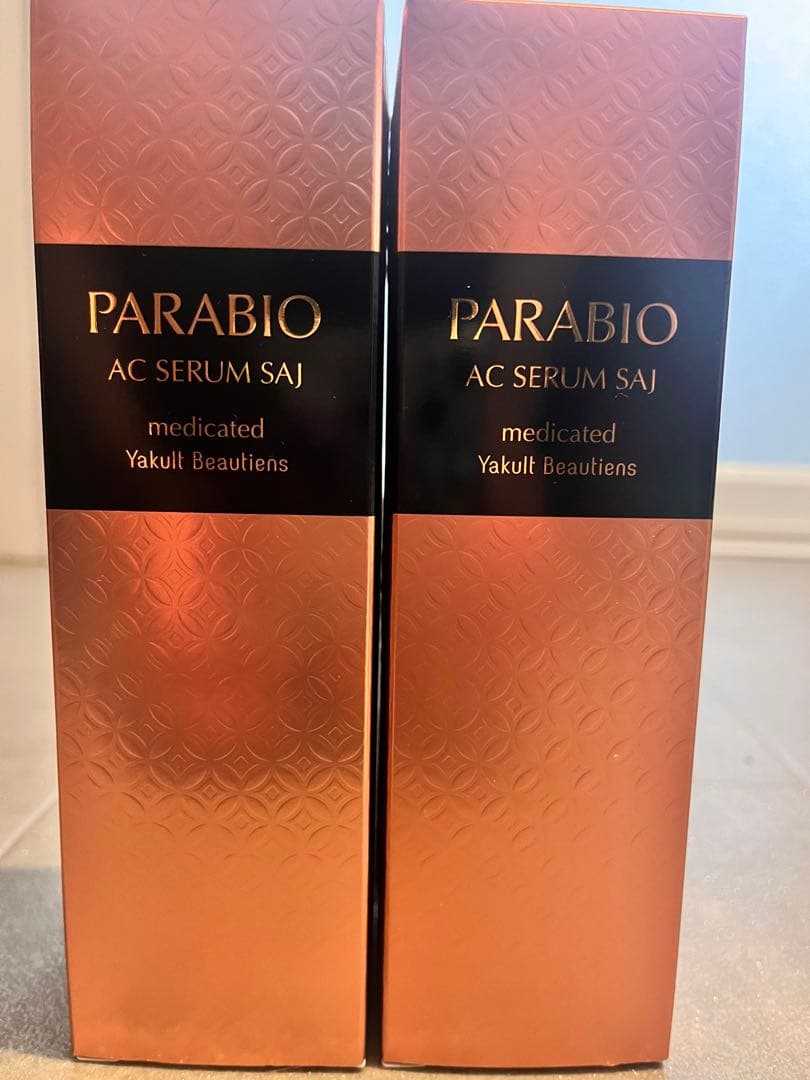 PARABIO
AC SERUM SAJ
medicated
Yakult Beautiens
PARABIO
AC SERUM SAJ
medicated
Yakult Beautiens